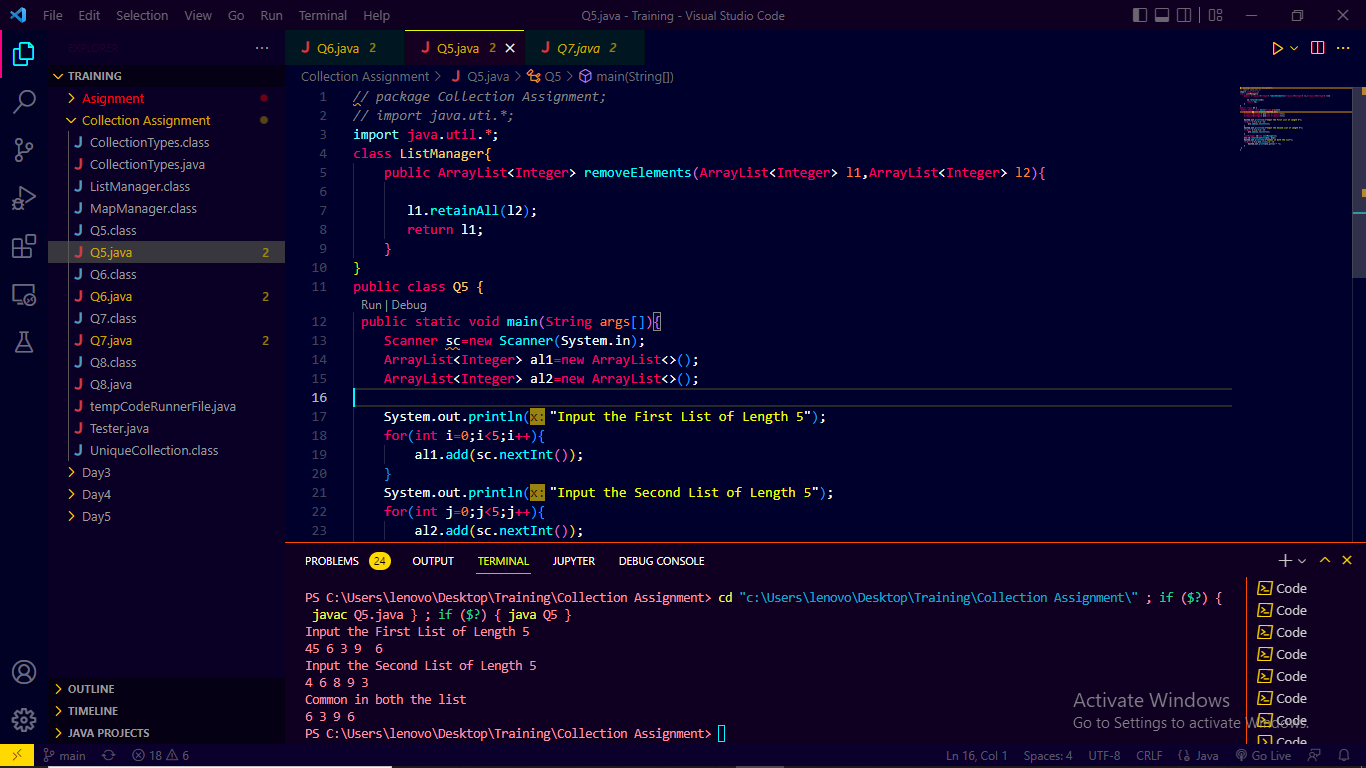 File Edit Selection View Go Run Terminal Help
Q5.java - Training - Visual Studio Code
EXPLORER
TRAINING
Asignment
Collection Assignment
CollectionTypes.class
CollectionTypes.java
ListManager.class
MapManager.class
Q5.class
Q5.java 2
Q6.class
Q6.java 2
Q7.class
Q7.java 2
Q8.class
Q8.java
tempCodeRunnerFile.java
Tester.java
UniqueCollection.class
Day3
Day4
Day5
OUTLINE
TIMELINE
JAVA PROJECTS
Q6.java 2 Q5.java 2 Q7.java 2
Collection Assignment > Q5.java > Q5 > main(String[])
1 // package Collection Assignment;
2 // import java.uti.*;
3 import java.util.*;
4 class ListManager{
5 public ArrayList<Integer> removeElements(ArrayList<Integer> l1,ArrayList<Integer> l2){
6
7 l1.retainAll(l2);
8 return l1;
9 }
10 }
11 public class Q5 {
Run | Debug
12 public static void main(String args[]){
13 Scanner sc=new Scanner(System.in);
14 ArrayList<Integer> al1=new ArrayList<>();
15 ArrayList<Integer> al2=new ArrayList<>();
16
17 System.out.println(x: "Input the First List of Length 5");
18 for(int i=0;i<5;i++){
19 al1.add(sc.nextInt());
20 }
21 System.out.println(x: "Input the Second List of Length 5");
22 for(int j=0;j<5;j++){
23 al2.add(sc.nextInt());
PROBLEMS 24 OUTPUT TERMINAL JUPYTER DEBUG CONSOLE
PS C:\Users\lenovo\Desktop\Training\Collection Assignment> cd "c:\Users\lenovo\Desktop\Training\Collection Assignment\" ; if ($?) {
javac Q5.java } ; if ($?) { java Q5 }
Input the First List of Length 5
45 6 3 9  6
Input the Second List of Length 5
4 6 8 9 3
Common in both the list
6 3 9 6
PS C:\Users\lenovo\Desktop\Training\Collection Assignment>
Code
Code
Code
Code
Code
Code
Code
Code
Activate Windows
Go to Settings to activate Windows.
main 18 6
Ln 16, Col 1 Spaces: 4 UTF-8 CRLF Java Go Live